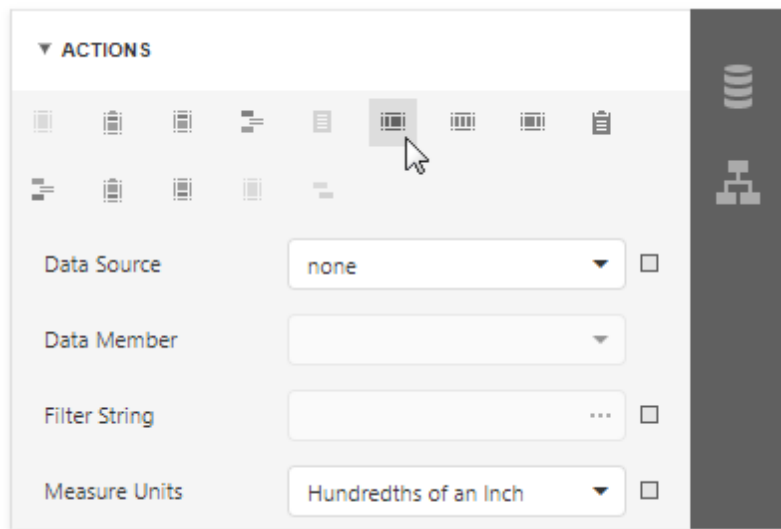 ACTIONS
Data Source none
Data Member
Filter String ...
Measure Units Hundredths of an Inch